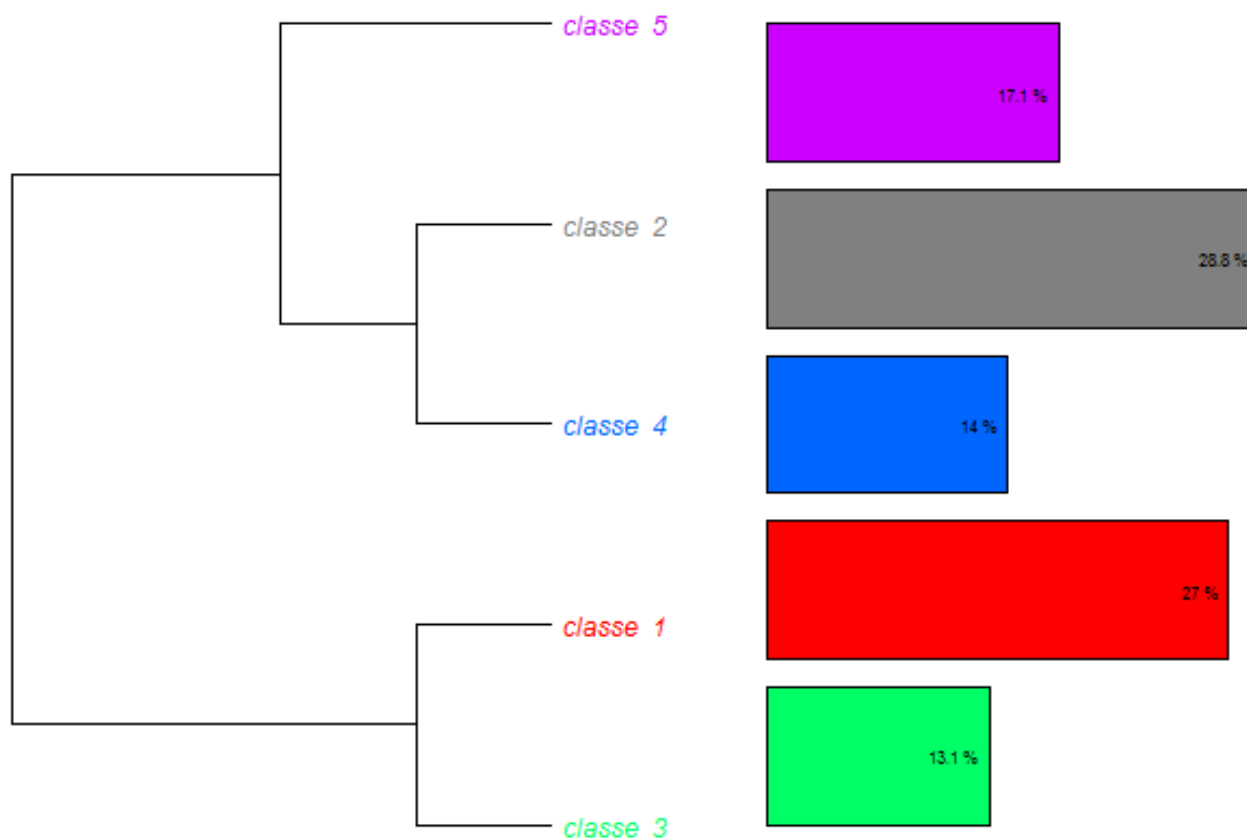 classe 5
17.1 %
classe 2
28.8 %
classe 4
14 %
27 %
classe 1
13.1 %
classe 3